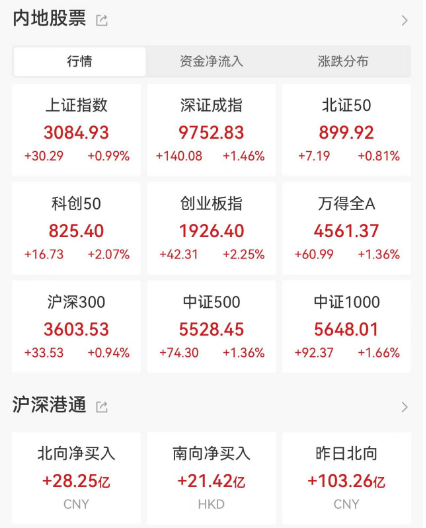 内地股票
行情 资金净流入 涨跌分布
上证指数 深证成指 北证50
3084.93 9752.83 899.92
+30.29 +0.99% +140.08 +1.46% +7.19 +0.81%
科创50 创业板指 万得全A
825.40 1926.40 4561.37
+16.73 +2.07% +42.31 +2.25% +60.99 +1.36%
沪深300 中证500 中证1000
3603.53 5528.45 5648.01
+33.53 +0.94% +74.30 +1.36% +92.37 +1.66%
沪深港通
北向净买入 南向净买入 昨日北向
+28.25亿 +21.42亿 +103.26亿
CNY HKD CNY